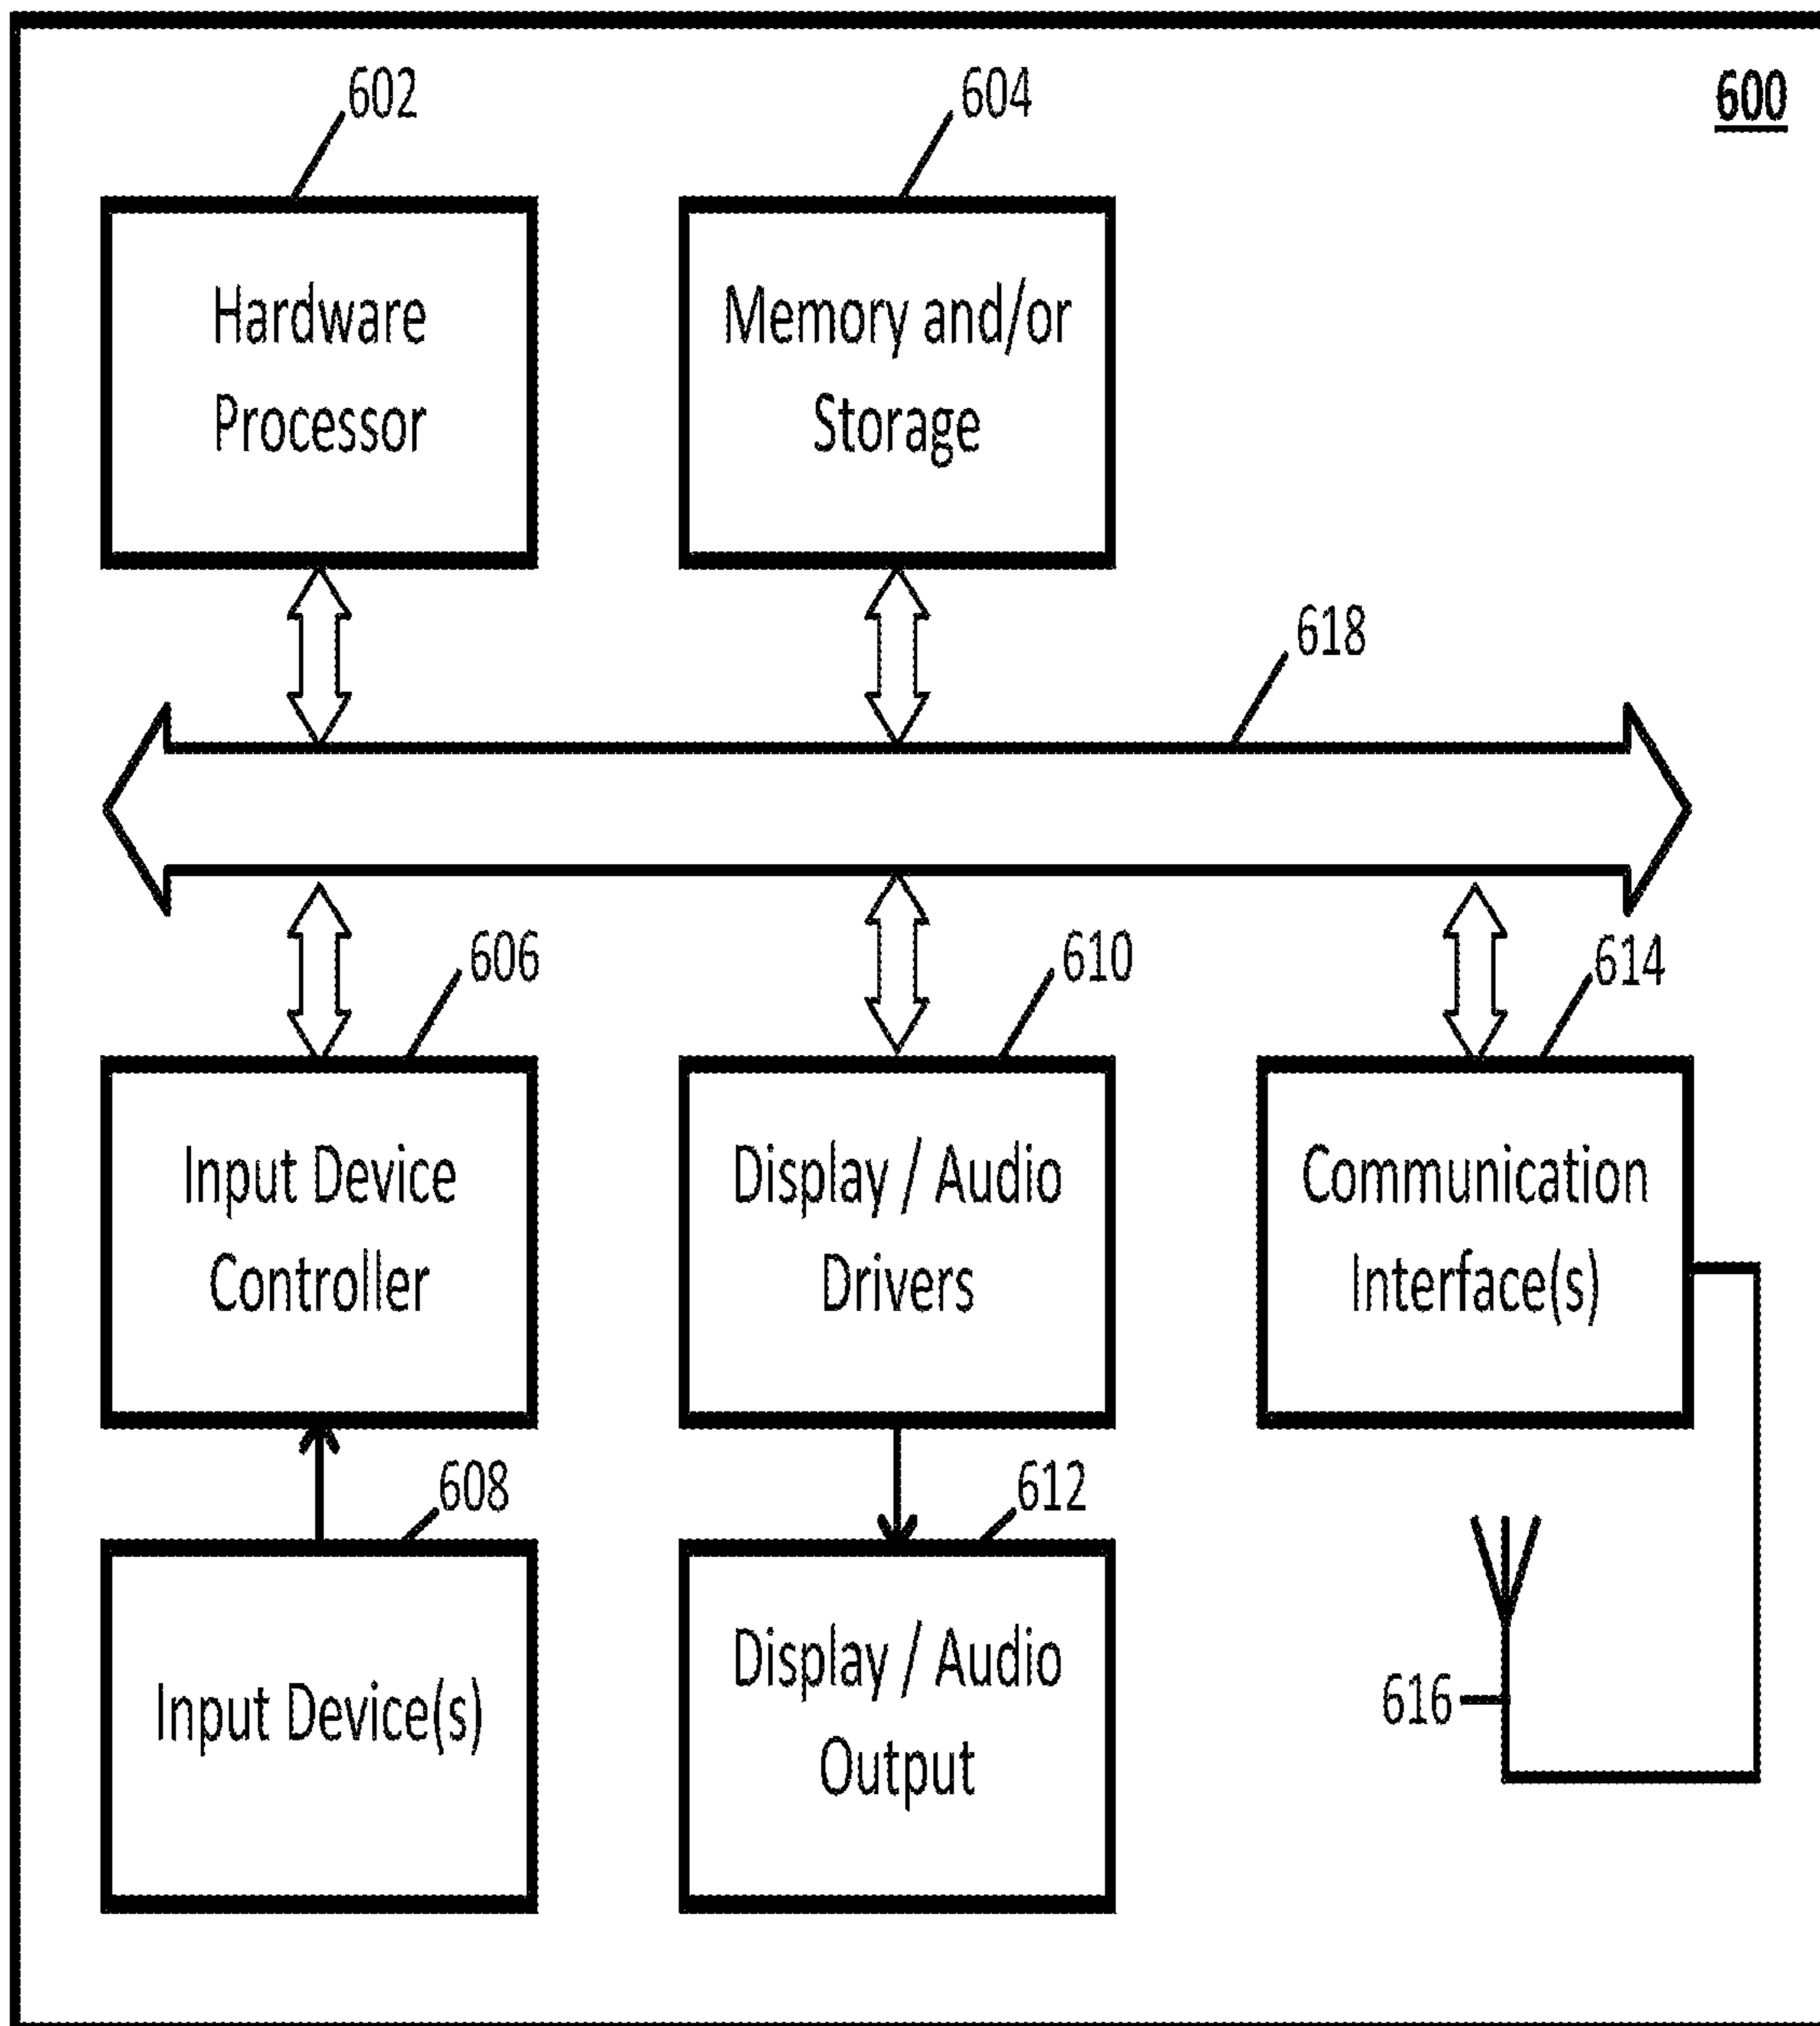 600
602
604
Hardware
Processor
Memory and/or
Storage
618
606
610
614
Input Device
Controller
Display / Audio
Drivers
Communication
Interface(s)
608
612
Input Device(s)
Display / Audio
Output
616